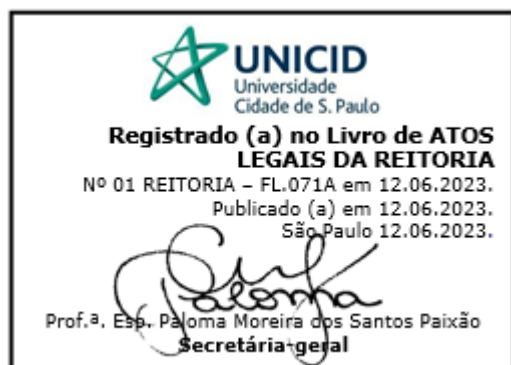 UNICID
Universidade
Cidade de S. Paulo
Registrado (a) no Livro de ATOS
LEGAIS DA REITORIA
Nº 01 REITORIA – FL.071A em 12.06.2023.
Publicado (a) em 12.06.2023.
São Paulo 12.06.2023.
Paloma
Prof.ª. Esp. Paloma Moreira dos Santos Paixão
Secretária-geral